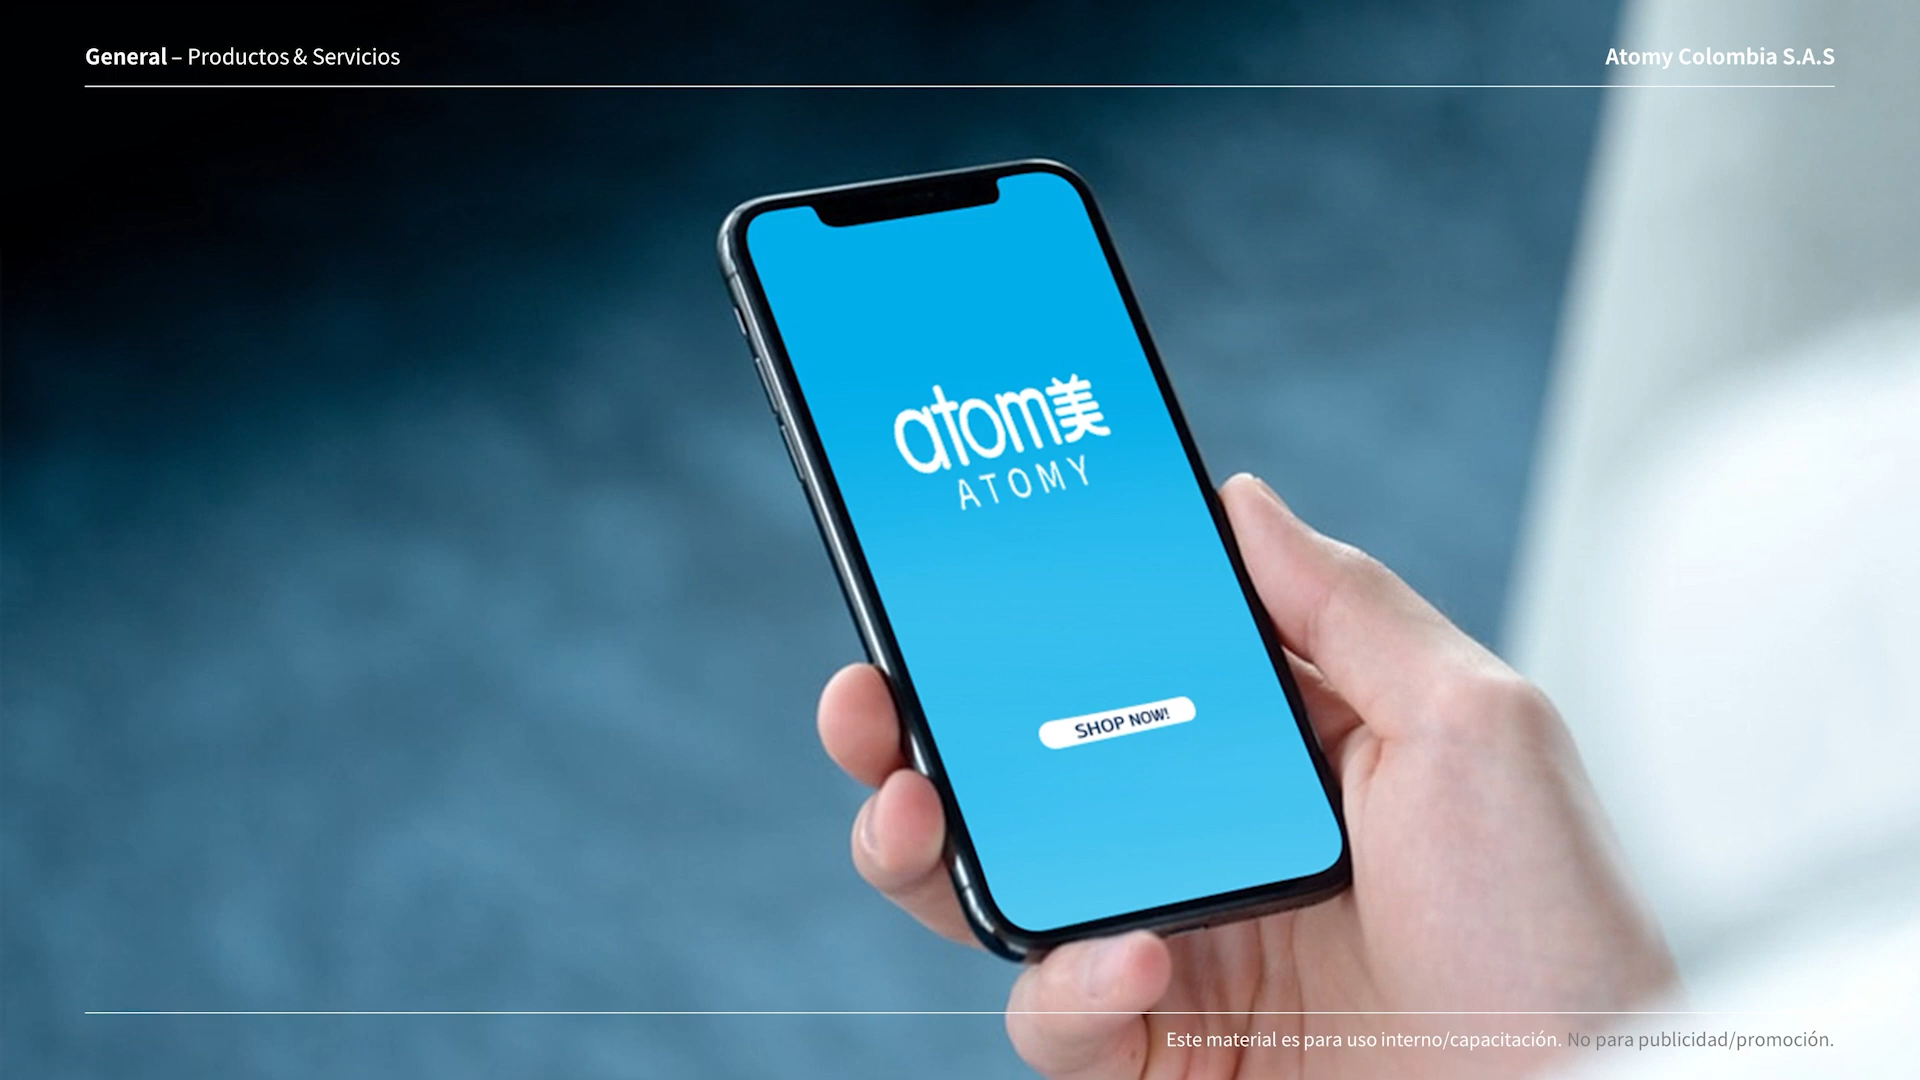 General – Productos & Servicios
Atomy Colombia S.A.S
atom美
ATOMY
SHOP NOW!
Este material es para uso interno/capacitación. No para publicidad/promoción.